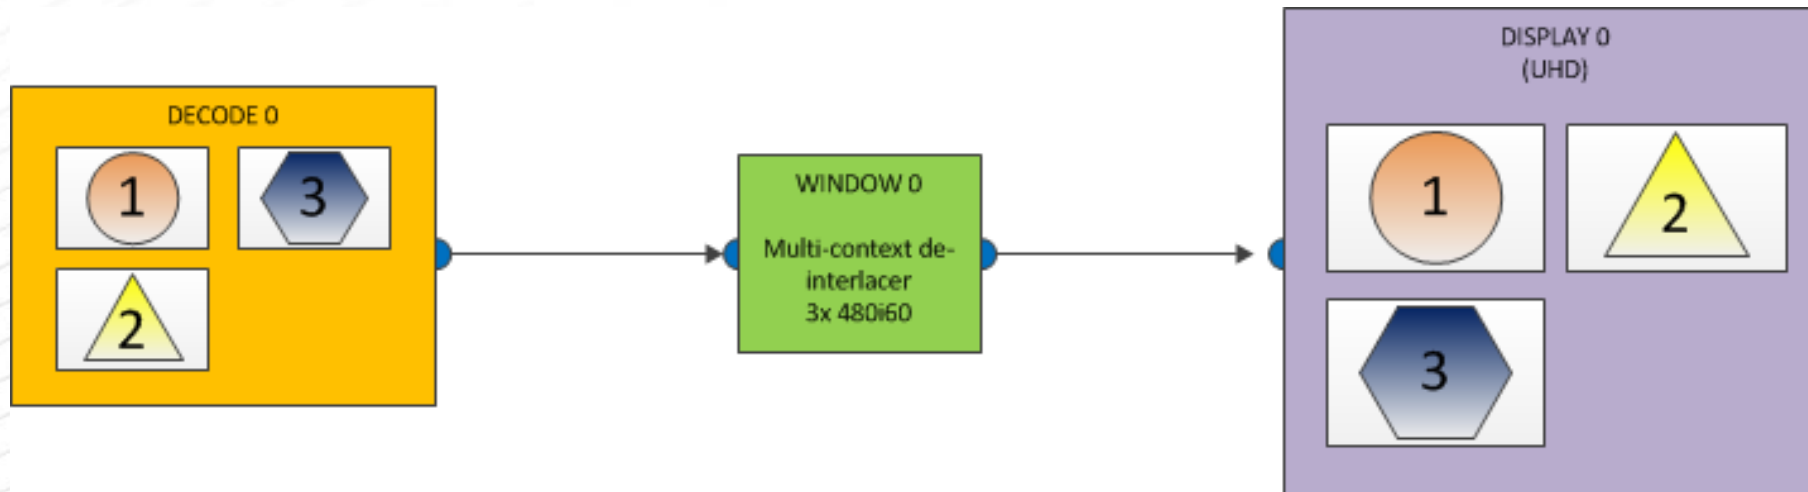 DECODE 0
1
3
2
WINDOW 0
Multi-context de-
interlacer
3x 480i60
DISPLAY 0
(UHD)
1
2
3